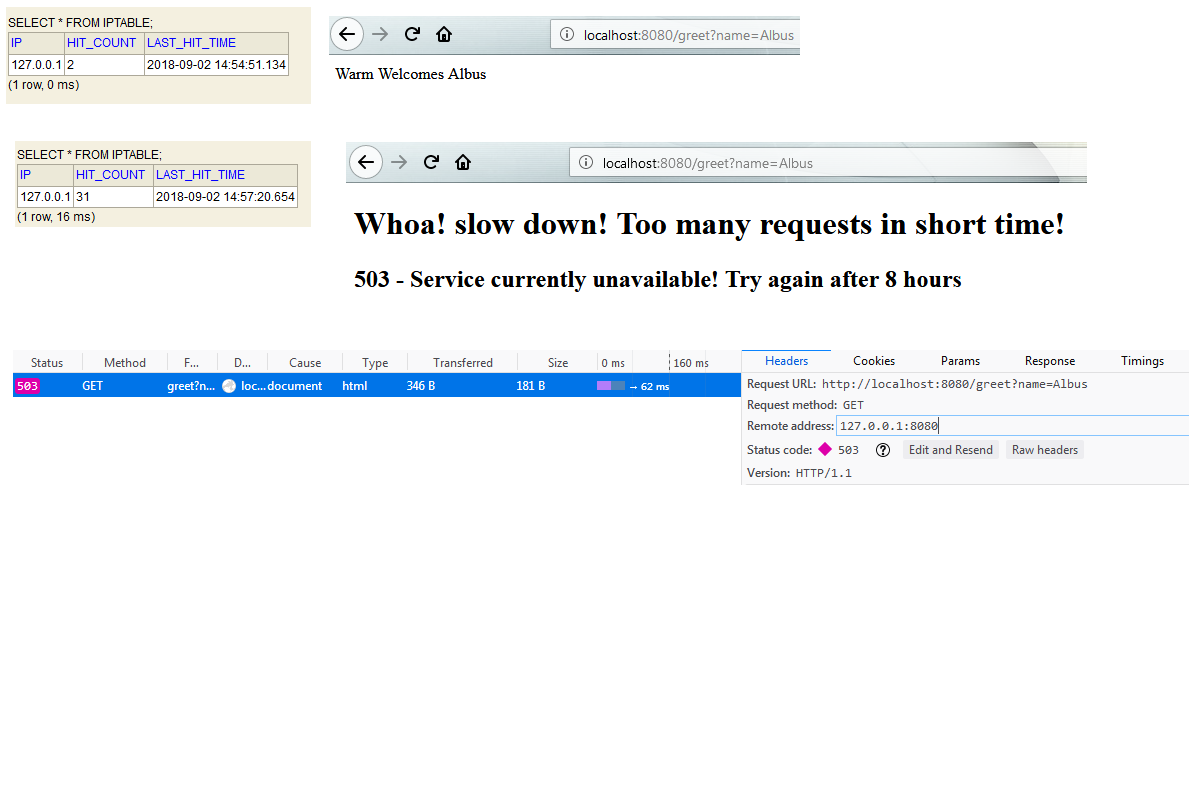 SELECT * FROM IPTABLE;
IP HIT_COUNT LAST_HIT_TIME
127.0.0.1 2 2018-09-02 14:54:51.134
(1 row, 0 ms)
localhost:8080/greet?name=Albus
Warm Welcomes Albus
SELECT * FROM IPTABLE;
IP HIT_COUNT LAST_HIT_TIME
127.0.0.1 31 2018-09-02 14:57:20.654
(1 row, 16 ms)
localhost:8080/greet?name=Albus
Whoa! slow down! Too many requests in short time!
503 - Service currently unavailable! Try again after 8 hours
Status Method F... D... Cause Type Transferred Size 0 ms 160 ms
503 GET greet?n... loc... document html 346 B 181 B → 62 ms
Headers Cookies Params Response Timings
Request URL: http://localhost:8080/greet?name=Albus
Request method: GET
Remote address: 127.0.0.1:8080
Status code: 503 Edit and Resend Raw headers
Version: HTTP/1.1